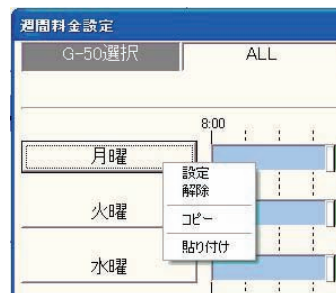 週間料金設定
G-50選択 ALL
8:00
月曜
設定
解除
コピー
貼り付け
火曜
水曜